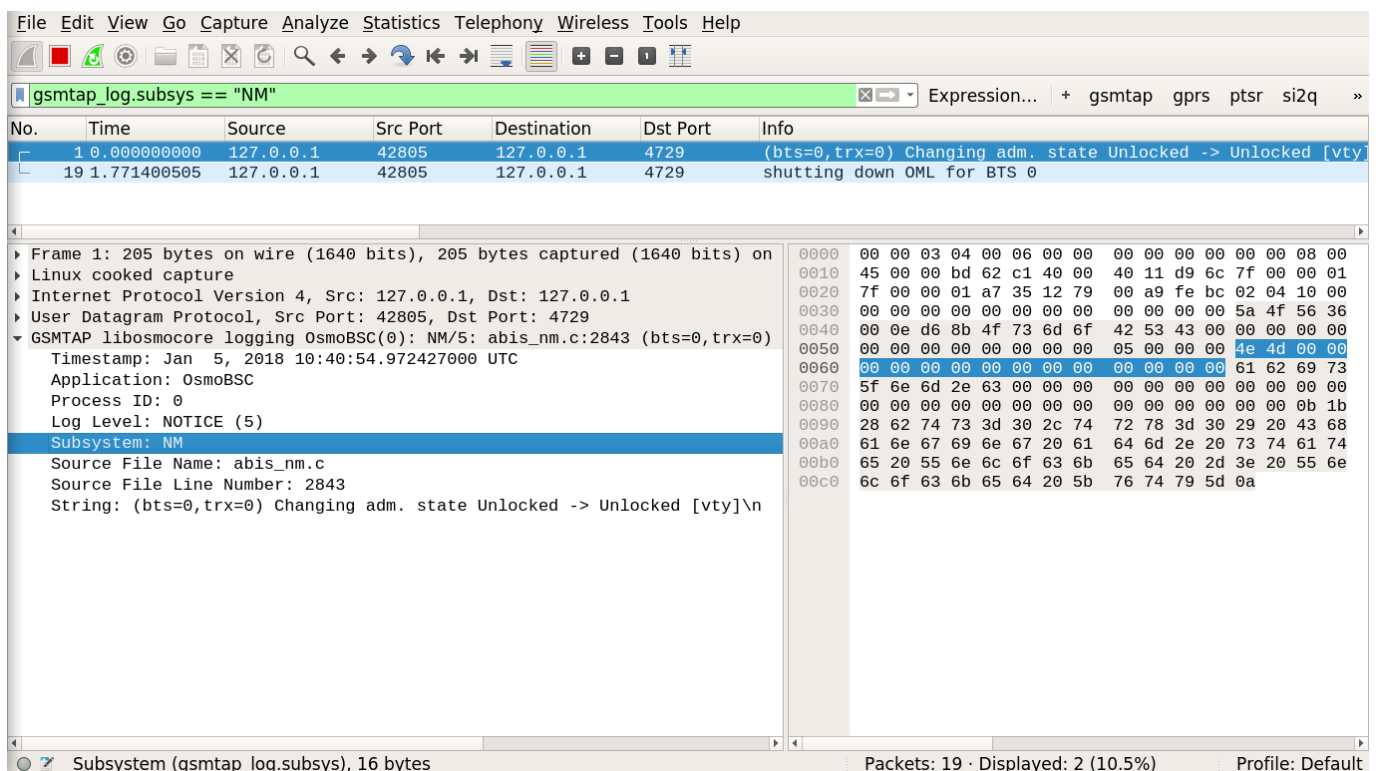 File Edit View Go Capture Analyze Statistics Telephony Wireless Tools Help
gsmtap_log.subsys == "NM" Expression... + gsmtap gprs ptsr si2q »
No. Time Source Src Port Destination Dst Port Info
1 0.000000000 127.0.0.1 42805 127.0.0.1 4729 (bts=0,trx=0) Changing adm. state Unlocked -> Unlocked [vty]
19 1.771400505 127.0.0.1 42805 127.0.0.1 4729 shutting down OML for BTS 0
Frame 1: 205 bytes on wire (1640 bits), 205 bytes captured (1640 bits) on
Linux cooked capture
Internet Protocol Version 4, Src: 127.0.0.1, Dst: 127.0.0.1
User Datagram Protocol, Src Port: 42805, Dst Port: 4729
GSMTAP libosmocore logging OsmoBSC(0): NM/5: abis_nm.c:2843 (bts=0,trx=0)
Timestamp: Jan  5, 2018 10:40:54.972427000 UTC
Application: OsmoBSC
Process ID: 0
Log Level: NOTICE (5)
Subsystem: NM
Source File Name: abis_nm.c
Source File Line Number: 2843
String: (bts=0,trx=0) Changing adm. state Unlocked -> Unlocked [vty]\n
0000 00 00 03 04 00 06 00 00 00 00 00 00 00 00 08 00
0010 45 00 00 bd 62 c1 40 00 40 11 d9 6c 7f 00 00 01
0020 7f 00 00 01 a7 35 12 79 00 a9 fe bc 02 04 10 00
0030 00 00 00 00 00 00 00 00 00 00 00 00 5a 4f 56 36
0040 00 0e d6 8b 4f 73 6d 6f 42 53 43 00 00 00 00 00
0050 00 00 00 00 00 00 00 00 05 00 00 00 4e 4d 00 00
0060 00 00 00 00 00 00 00 00 00 00 00 00 61 62 69 73
0070 5f 6e 6d 2e 63 00 00 00 00 00 00 00 00 00 00 00
0080 00 00 00 00 00 00 00 00 00 00 00 00 00 00 0b 1b
0090 28 62 74 73 3d 30 2c 74 72 78 3d 30 29 20 43 68
00a0 61 6e 67 69 6e 67 20 61 64 6d 2e 20 73 74 61 74
00b0 65 20 55 6e 6c 6f 63 6b 65 64 20 2d 3e 20 55 6e
00c0 6c 6f 63 6b 65 64 20 5b 76 74 79 5d 0a
Subsystem (gsmtap_log.subsys), 16 bytes Packets: 19 · Displayed: 2 (10.5%) Profile: Default